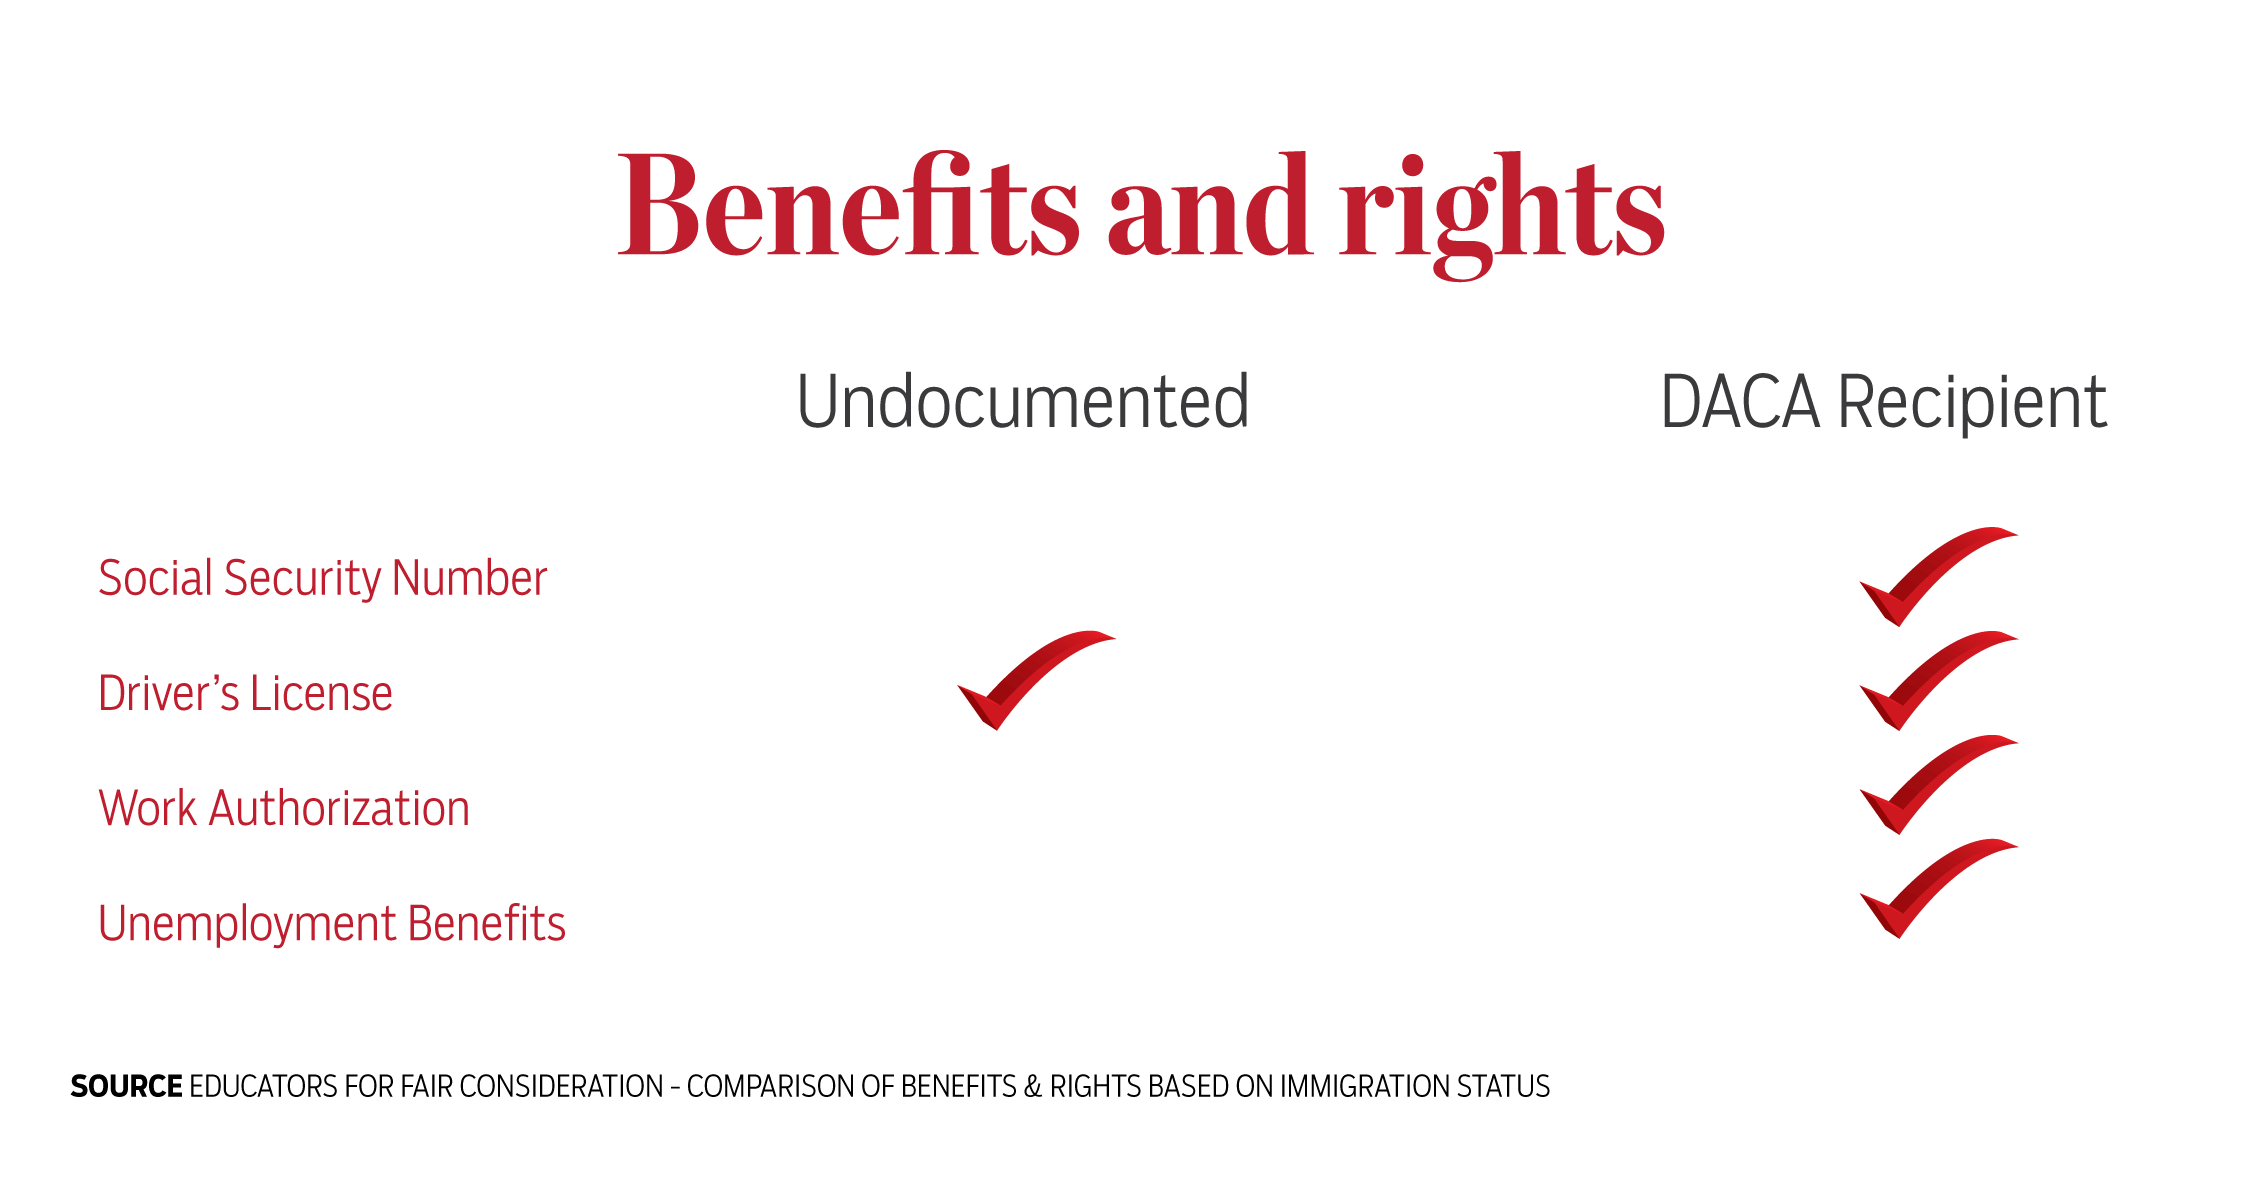 Benefits and rights
Undocumented DACA Recipient
Social Security Number
Driver’s License
Work Authorization
Unemployment Benefits
SOURCE EDUCATORS FOR FAIR CONSIDERATION - COMPARISON OF BENEFITS & RIGHTS BASED ON IMMIGRATION STATUS